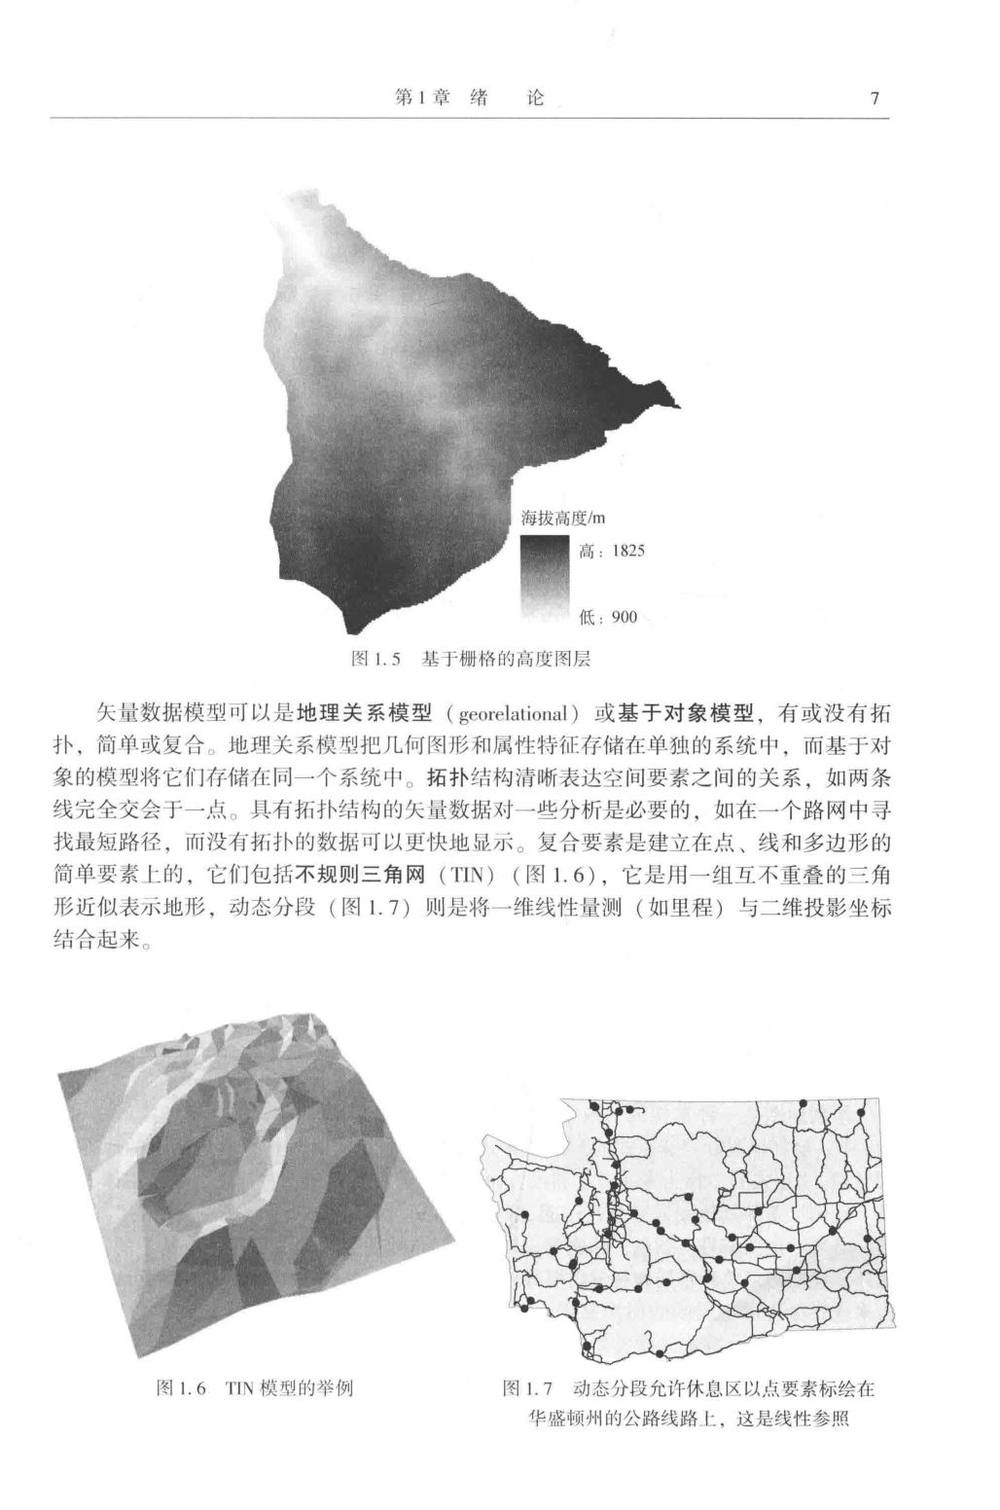 第1章 绪 论 7
海拔高度/m
高：1825
低：900
图 1.5 基于栅格的高度图层
矢量数据模型可以是地理关系模型（georelational）或基于对象模型，有或没有拓
扑，简单或复合。地理关系模型把几何图形和属性特征存储在单独的系统中，而基于对
象的模型将它们存储在同一个系统中。拓扑结构清晰表达空间要素之间的关系，如两条
线完全交会于一点。具有拓扑结构的矢量数据对一些分析是必要的，如在一个路网中寻
找最短路径，而没有拓扑的数据可以更快地显示。复合要素是建立在点、线和多边形的
简单要素上的，它们包括不规则三角网（TIN）（图 1.6），它是用一组互不重叠的三角
形近似表示地形，动态分段（图 1.7）则是将一维线性量测（如里程）与二维投影坐标
结合起来。
图 1.6 TIN 模型的举例
图 1.7 动态分段允许休息区以点要素标绘在
华盛顿州的公路线路上，这是线性参照